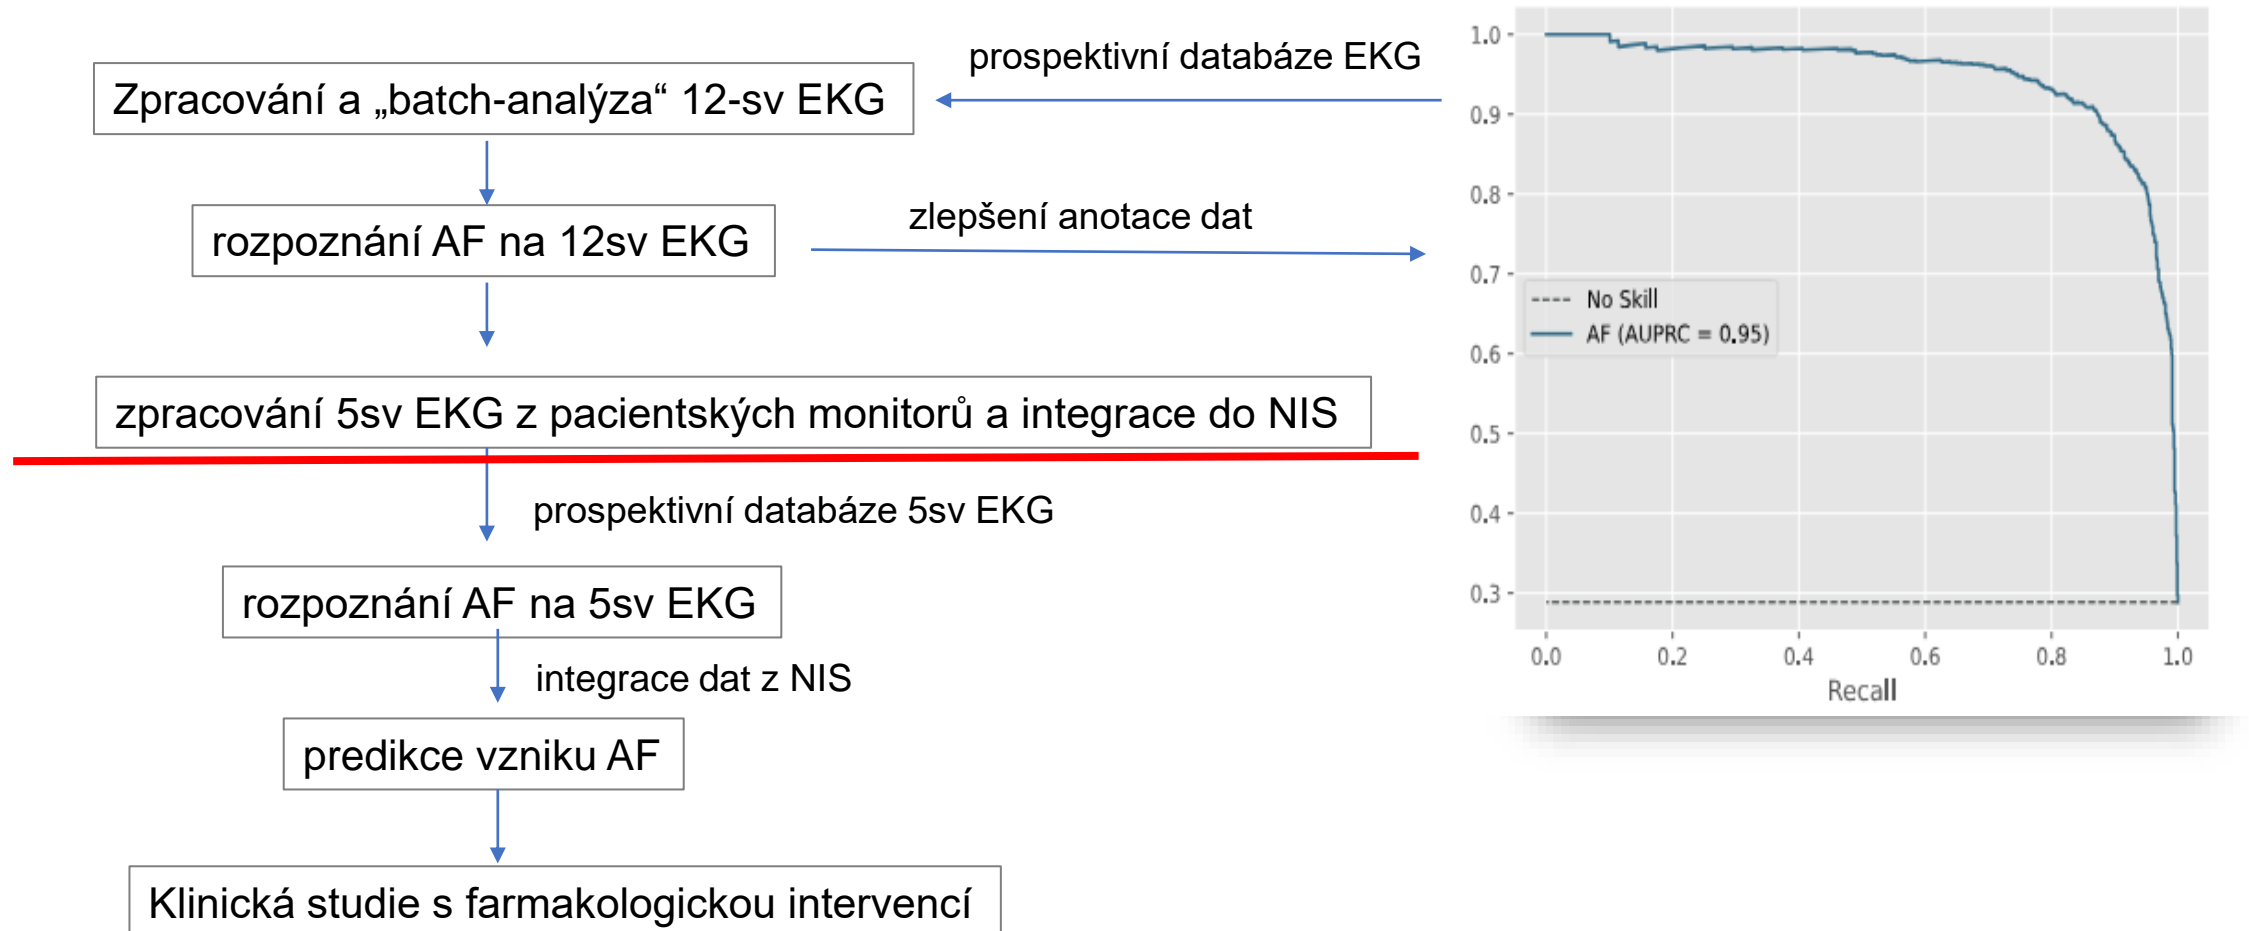 prospektivní databáze EKG
Zpracování a „batch-analýza“ 12-sv EKG
zlepšení anotace dat
rozpoznání AF na 12sv EKG
zpracování 5sv EKG z pacientských monitorů a integrace do NIS
prospektivní databáze 5sv EKG
rozpoznání AF na 5sv EKG
integrace dat z NIS
predikce vzniku AF
Klinická studie s farmakologickou intervencí
1.0
0.9
0.8
0.7
No Skill
AF (AUPRC = 0.95)
0.6
0.5
0.4
0.3
0.0 0.2 0.4 0.6 0.8 1.0
Recall